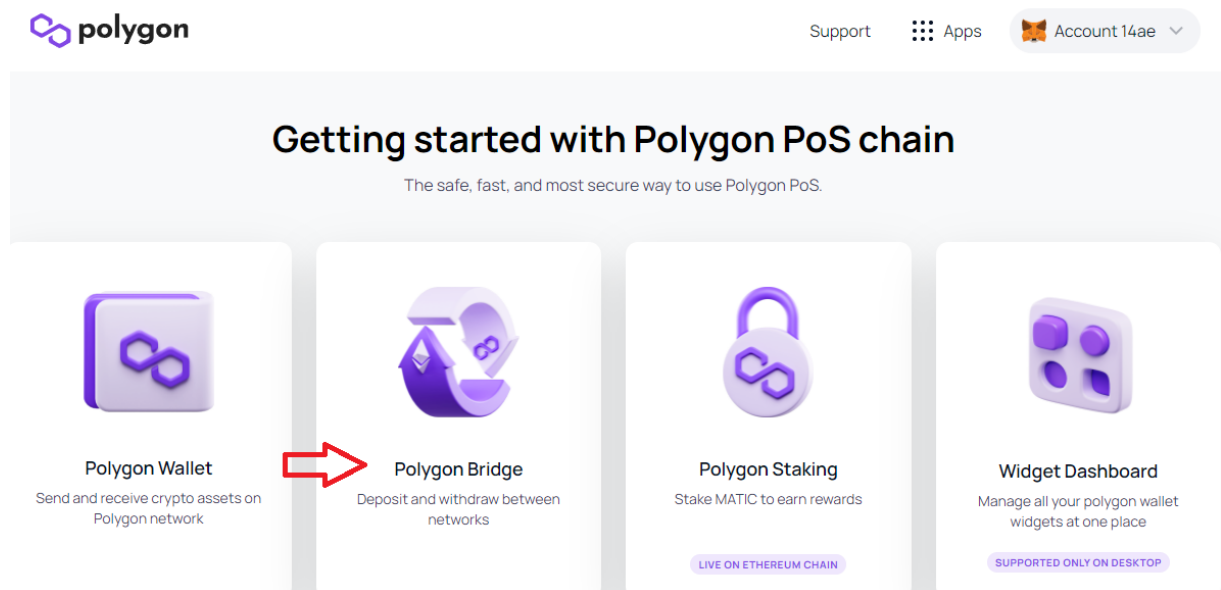 polygon
Support
Apps
Account 14ae
Getting started with Polygon PoS chain
The safe, fast, and most secure way to use Polygon PoS.
Polygon Wallet
Send and receive crypto assets on
Polygon network
Polygon Bridge
Deposit and withdraw between
networks
Polygon Staking
Stake MATIC to earn rewards
LIVE ON ETHEREUM CHAIN
Widget Dashboard
Manage all your polygon wallet
widgets at one place
SUPPORTED ONLY ON DESKTOP